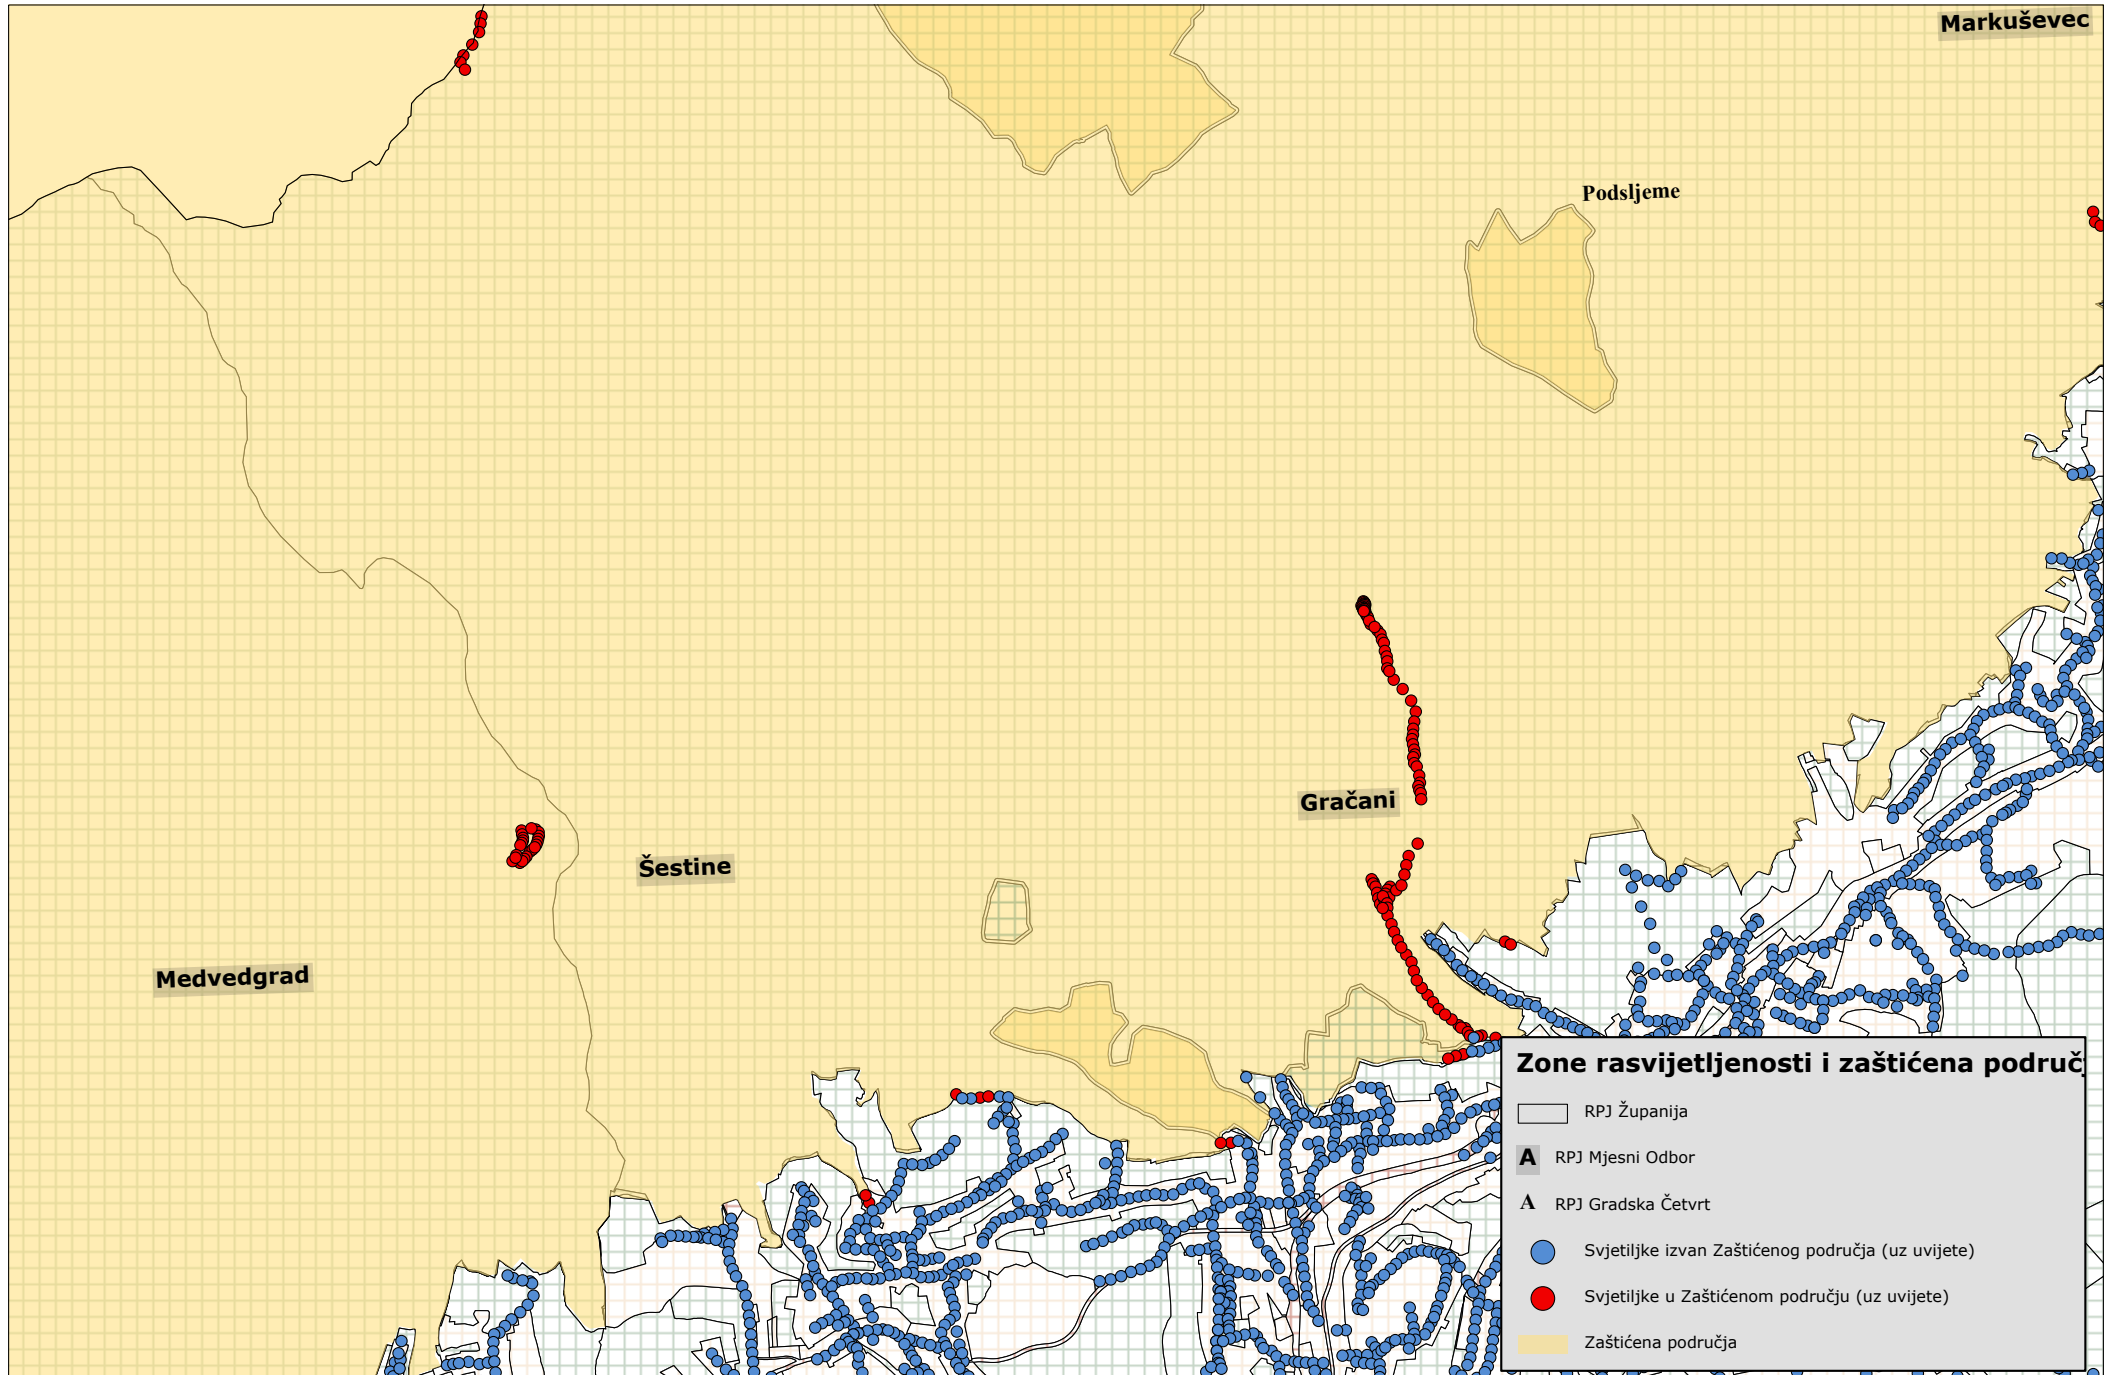 Markuševec
Podsljeme
Gračani
Šestine
Medvedgrad
Zone rasvijetljenosti i zaštićena područ
RPJ Županija
A RPJ Mjesni Odbor
A RPJ Gradska Četvrt
Svjetiljke izvan Zaštićenog područja (uz uvijete)
Svjetiljke u Zaštićenom području (uz uvijete)
Zaštićena područja